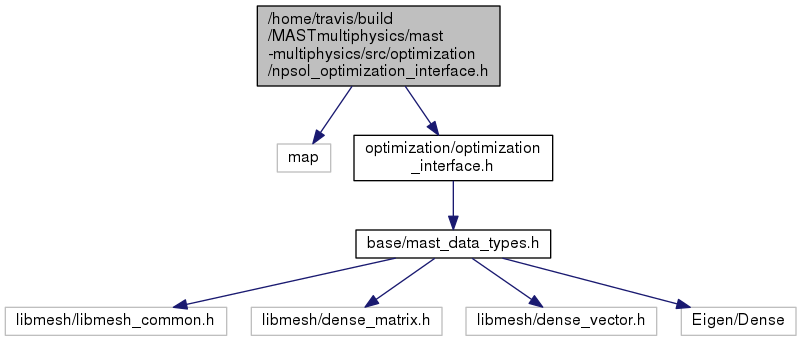 /home/travis/build
/MASTmultiphysics/mast
-multiphysics/src/optimization
/npsol_optimization_interface.h
map
optimization/optimization
_interface.h
base/mast_data_types.h
libmesh/libmesh_common.h
libmesh/dense_matrix.h
libmesh/dense_vector.h
Eigen/Dense